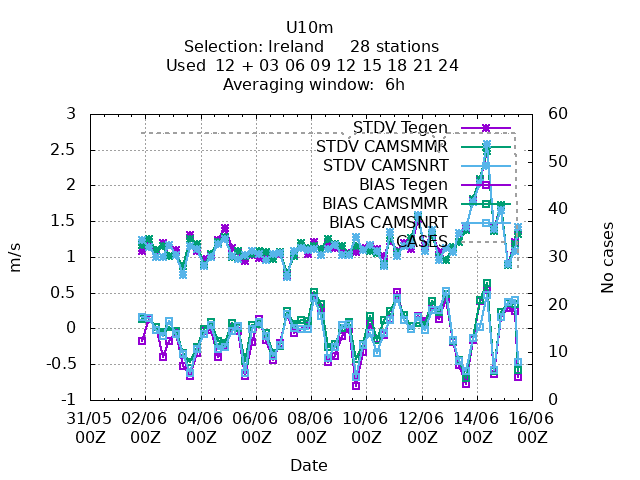 U10m
Selection: Ireland     28 stations
Used  12 + 03 06 09 12 15 18 21 24
Averaging window:  6h
3
2.5
2
1.5
1
0.5
0
-0.5
-1
m/s
60
50
40
30
20
10
0
No cases
STDV Tegen
STDV CAMSMMR
STDV CAMSNRT
BIAS Tegen
BIAS CAMSMMR
BIAS CAMSNRT
CASES
31/05 02/06 04/06 06/06 08/06 10/06 12/06 14/06 16/06
00Z 00Z 00Z 00Z 00Z 00Z 00Z 00Z 00Z
Date